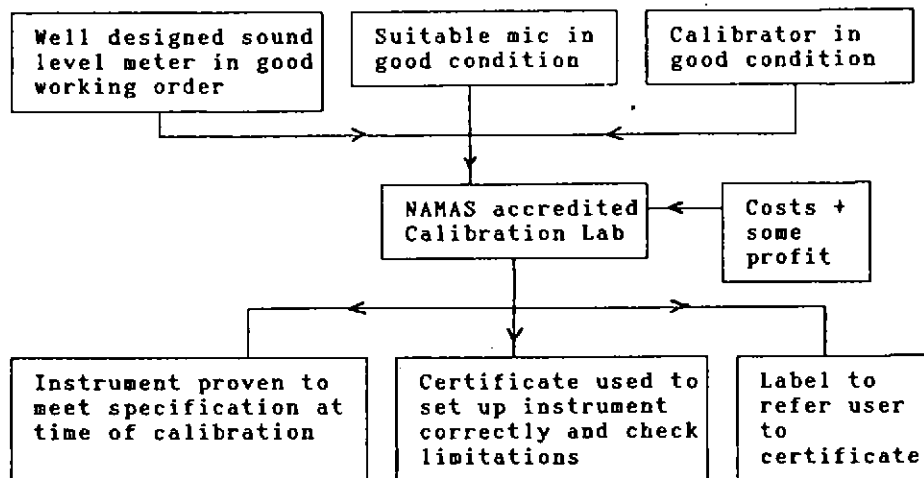 Well designed sound
level meter in good
working order
Suitable mic in
good condition
Calibrator in
good condition
NAMAS accredited
Calibration Lab
Costs +
some
profit
Instrument proven to
meet specification at
time of calibration
Certificate used to
set up instrument
correctly and check
limitations
Label to
refer user
to
certificate